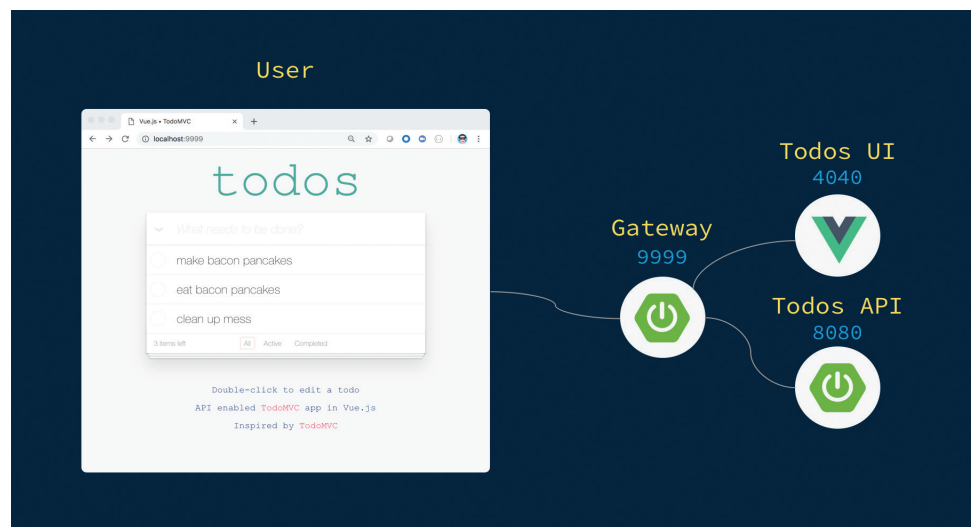 User
Vue.js • TodoMVC
localhost:9999
todos
What needs to be done?
make bacon pancakes
eat bacon pancakes
clean up mess
3 items left All Active Completed
Double-click to edit a todo
API enabled TodoMVC app in Vue.js
Inspired by TodoMVC
Gateway
9999
Todos UI
4040
Todos API
8080